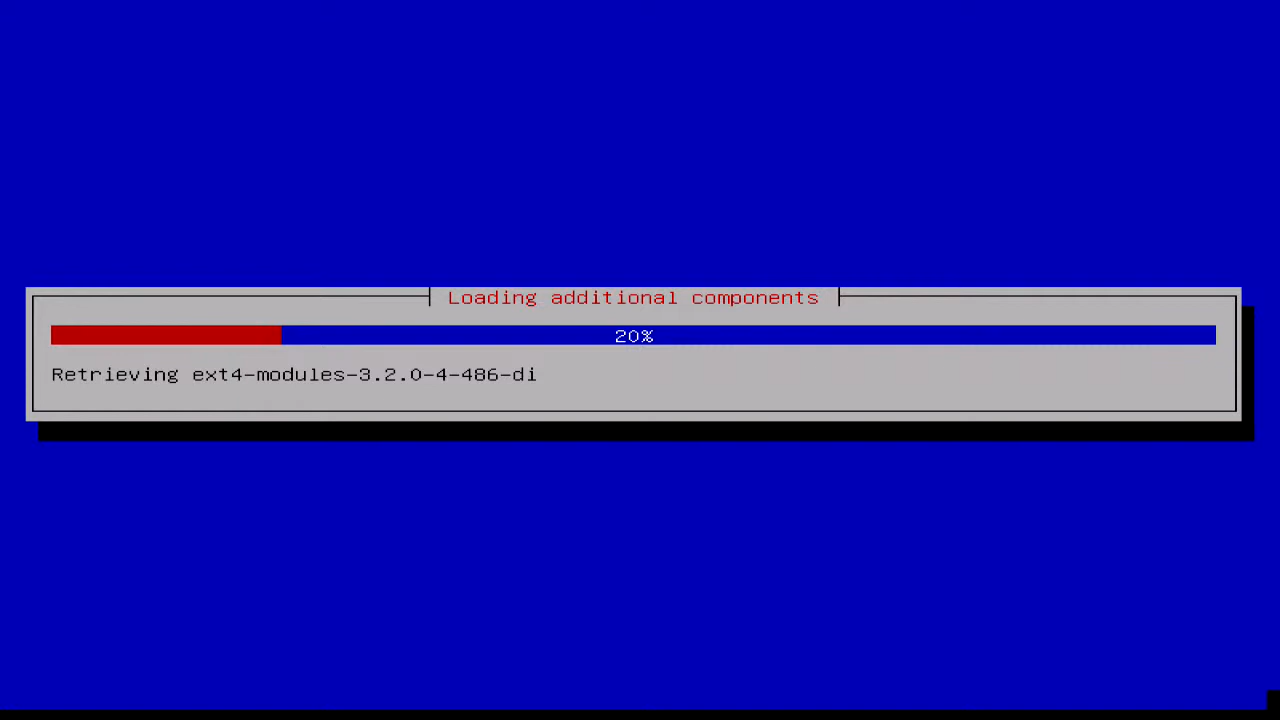 Loading additional components
20%
Retrieving ext4-modules-3.2.0-4-486-di